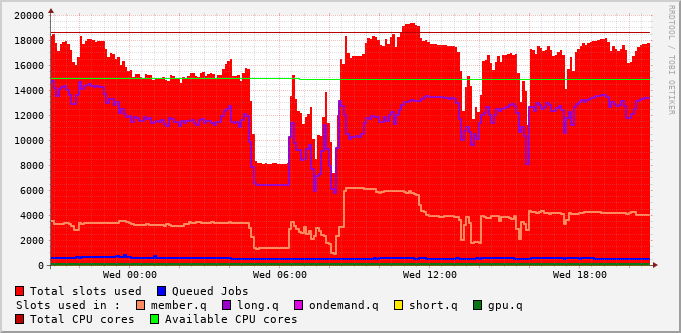 RRDTOOL / TOBI OETIKER
20000
18000
16000
14000
12000
10000
8000
6000
4000
2000
0
Wed 00:00 Wed 06:00 Wed 12:00 Wed 18:00
Total slots used Queued Jobs
Slots used in : member.q long.q ondemand.q short.q gpu.q
Total CPU cores Available CPU cores